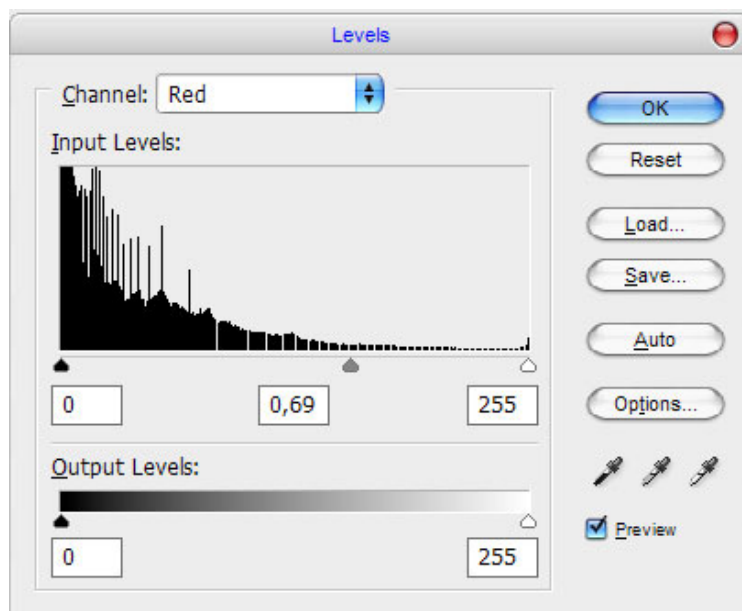 Levels
Channel: Red
Input Levels:
0 0,69 255
Output Levels:
0 255
OK
Reset
Load...
Save...
Auto
Options...
Preview